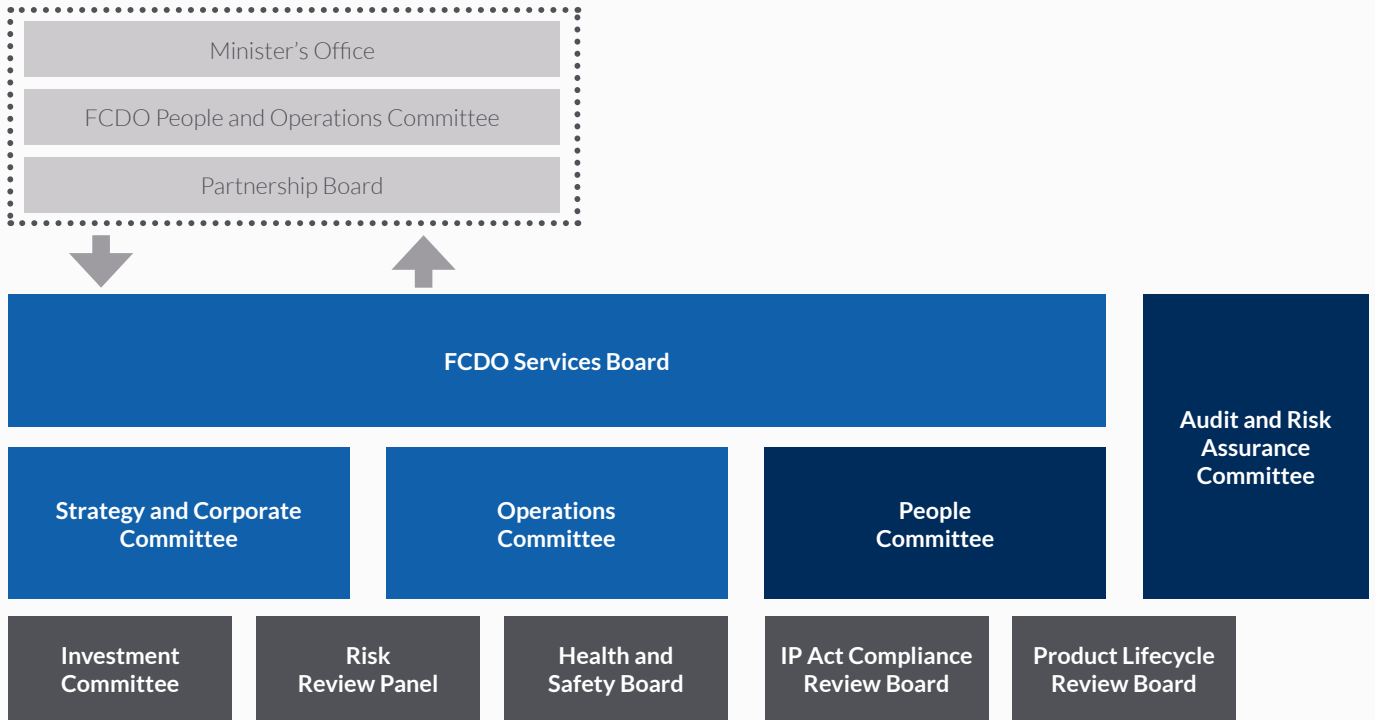 Minister’s Office
FCDO People and Operations Committee
Partnership Board
FCDO Services Board
Audit and Risk
Assurance
Committee
Strategy and Corporate
Committee
Operations
Committee
People
Committee
Investment
Committee
Risk
Review Panel
Health and
Safety Board
IP Act Compliance
Review Board
Product Lifecycle
Review Board